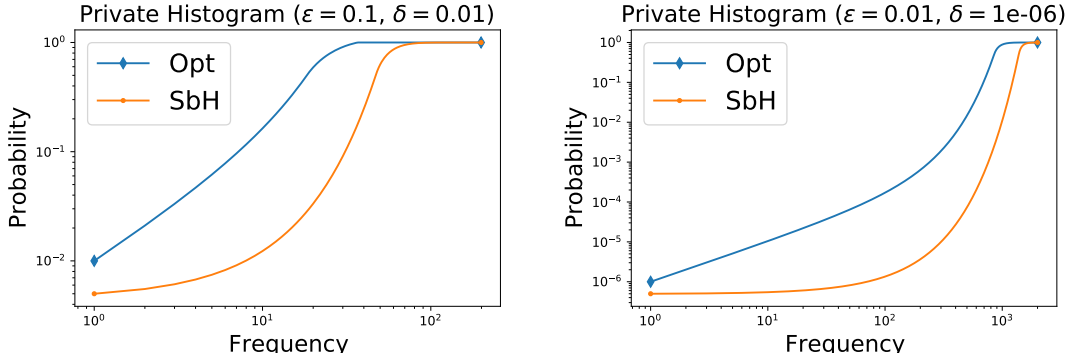 Private Histogram (ε = 0.1, δ = 0.01)
Probability
10⁰
10⁻¹
10⁻²
Opt
SbH
10⁰
10¹
10²
Frequency
Private Histogram (ε = 0.01, δ = 1e-06)
Probability
10⁰
10⁻¹
10⁻²
10⁻³
10⁻⁴
10⁻⁵
10⁻⁶
Opt
SbH
10⁰
10¹
10²
10³
Frequency